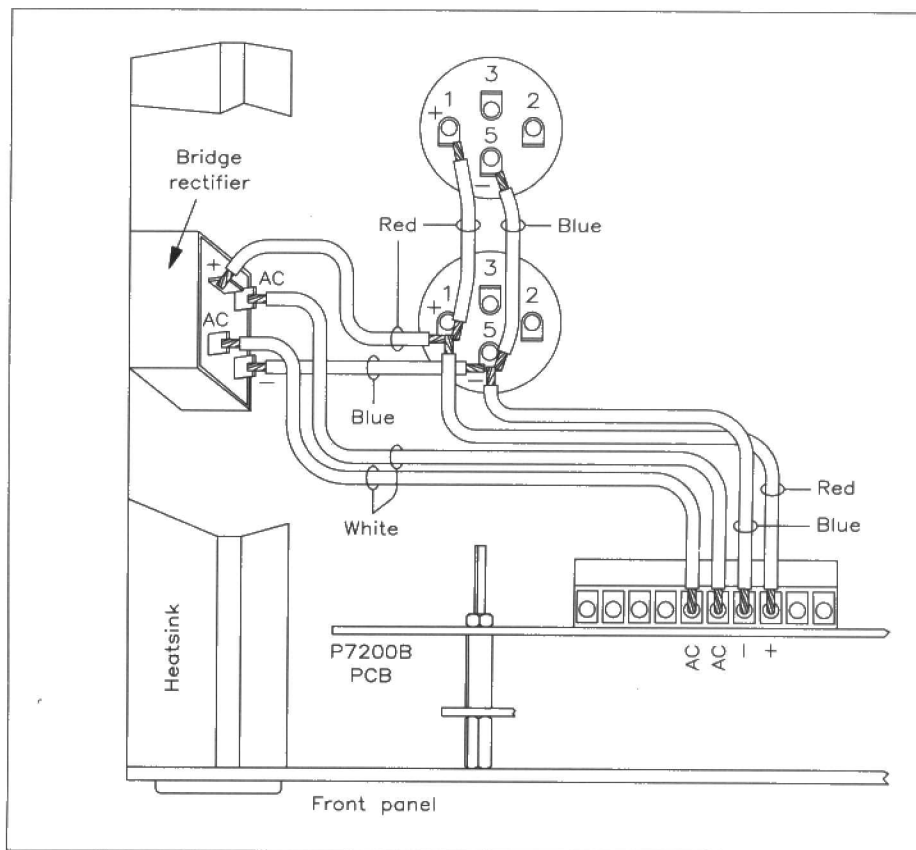 3
1
2
+
5
-
Bridge
rectifier
Red
Blue
3
1
2
+
AC
+
5
AC
-
-
Blue
Red
White
Blue
P7200B
PCB
AC
AC
-
+
Heatsink
Front panel